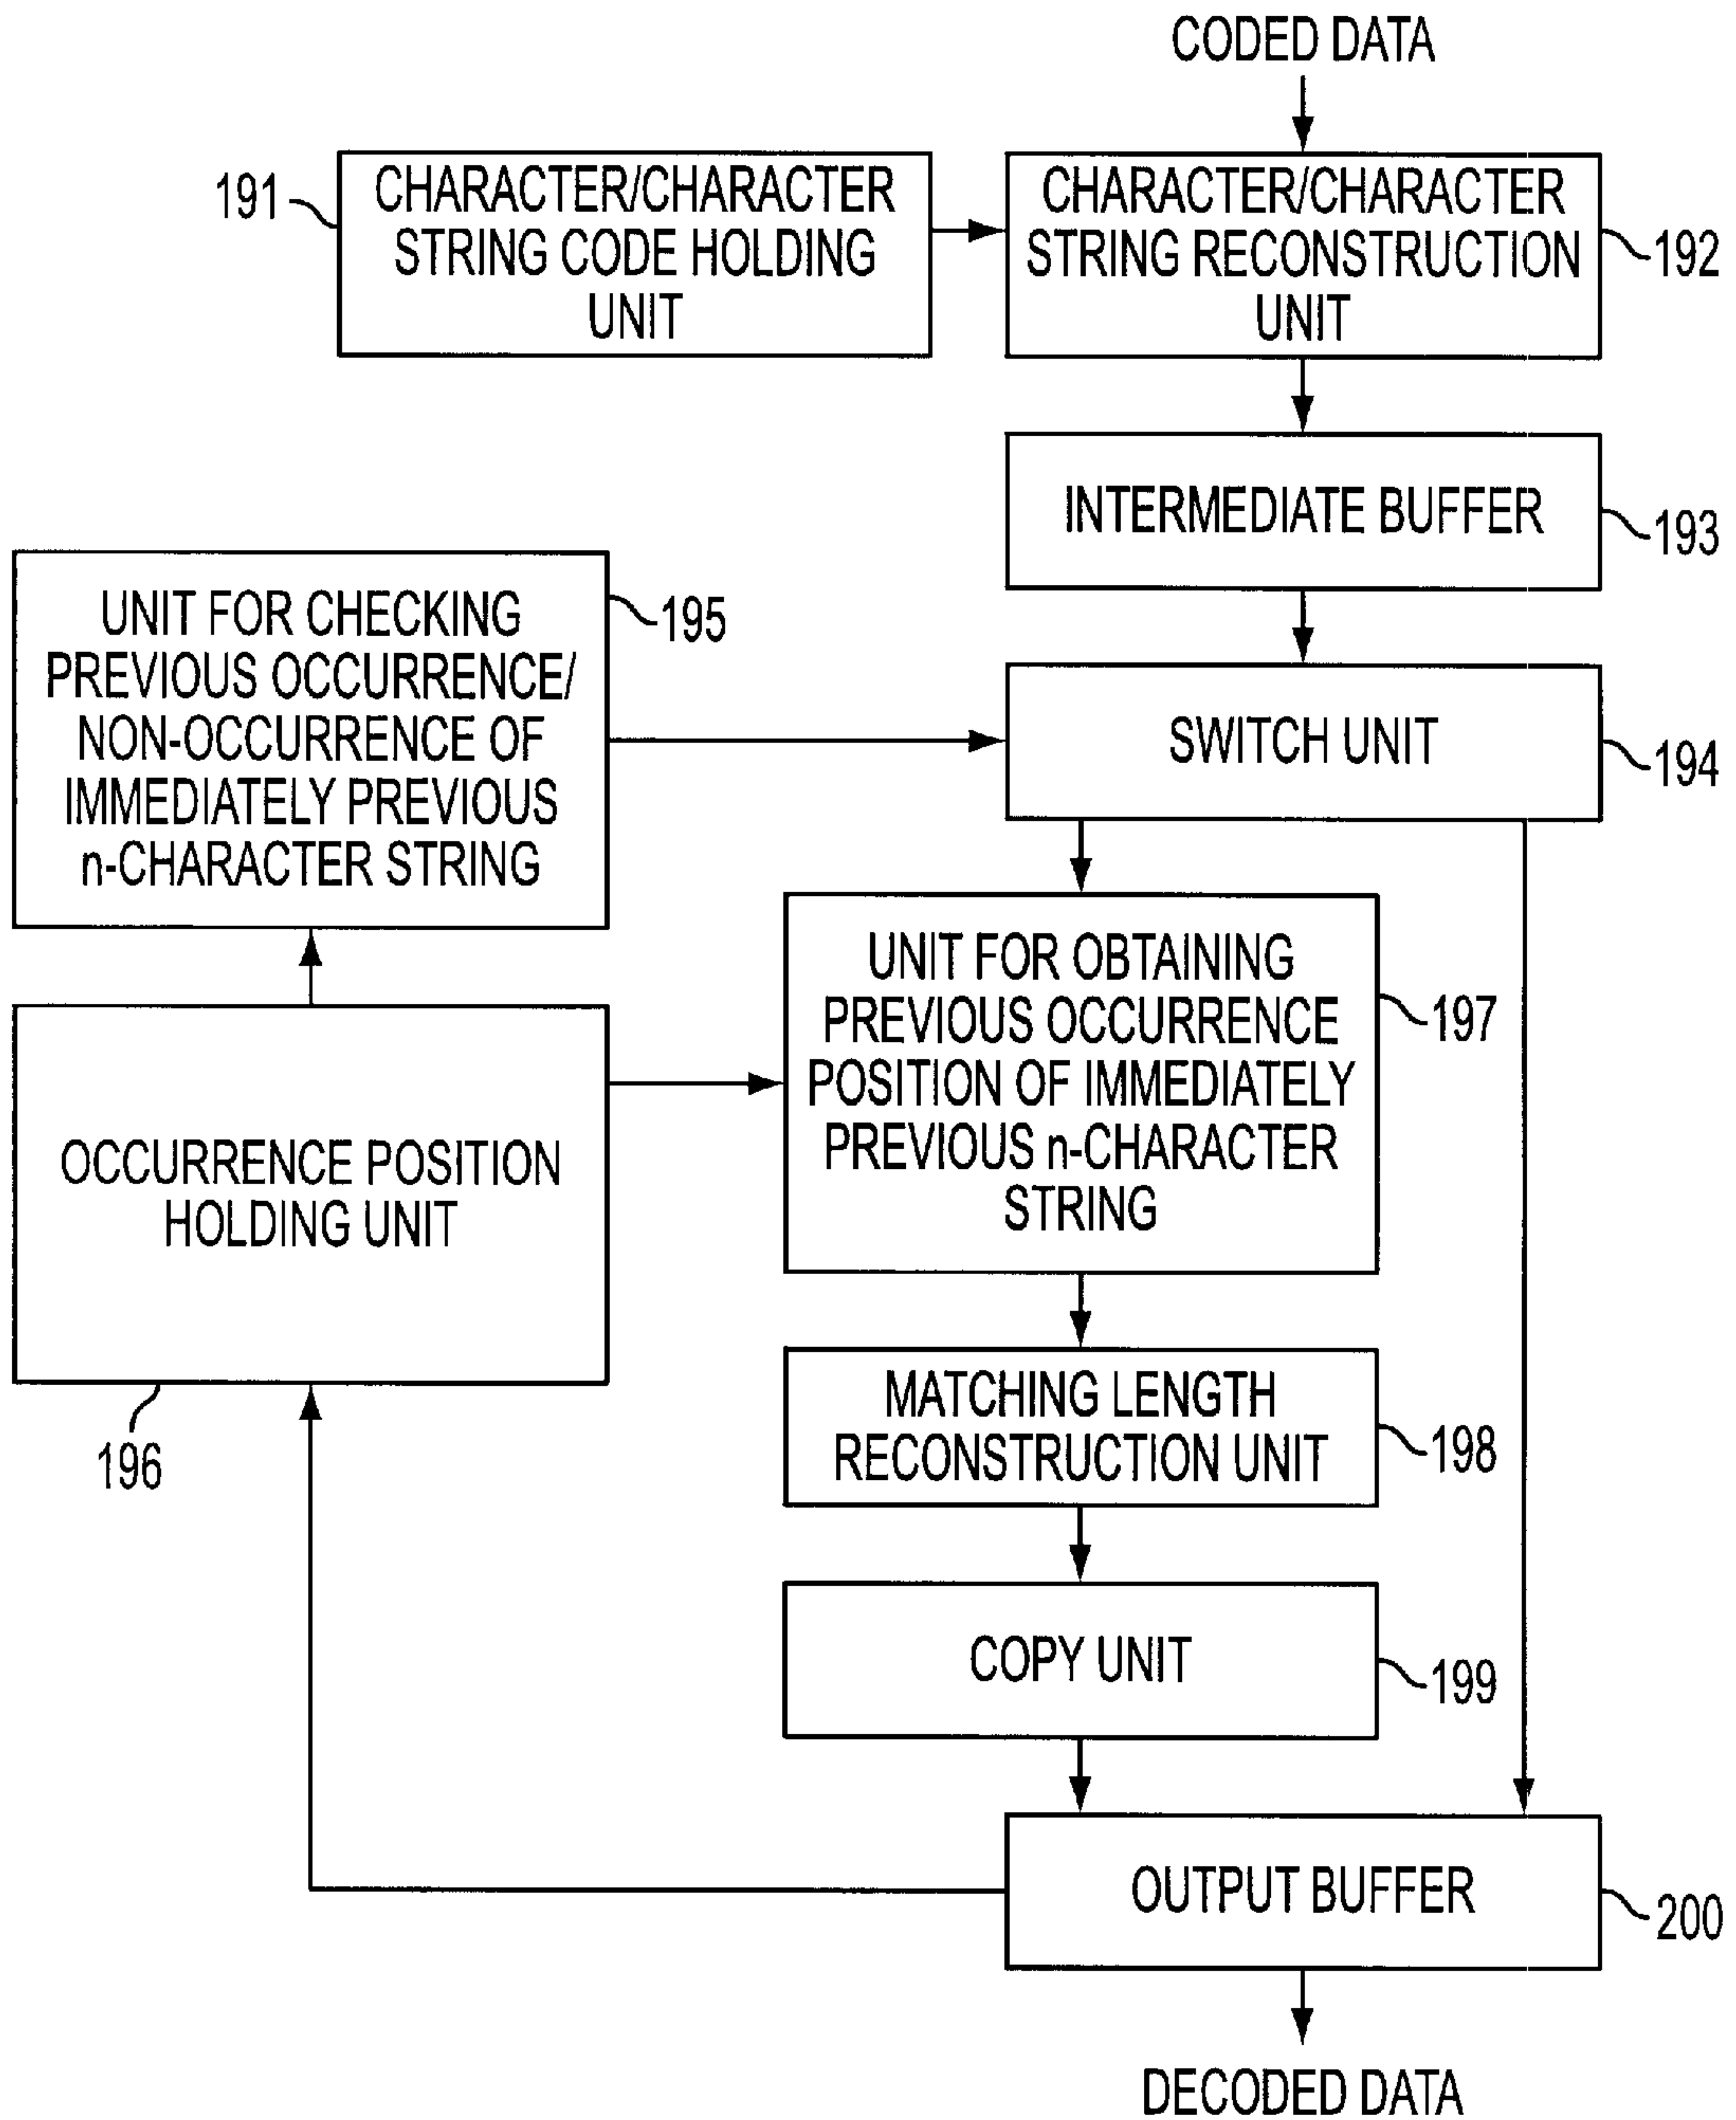 CODED DATA
191
CHARACTER/CHARACTER
STRING CODE HOLDING
UNIT
CHARACTER/CHARACTER
STRING RECONSTRUCTION
UNIT
192
INTERMEDIATE BUFFER
193
UNIT FOR CHECKING
PREVIOUS OCCURRENCE/
NON-OCCURRENCE OF
IMMEDIATELY PREVIOUS
n-CHARACTER STRING
195
SWITCH UNIT
194
UNIT FOR OBTAINING
PREVIOUS OCCURRENCE
POSITION OF IMMEDIATELY
PREVIOUS n-CHARACTER
STRING
197
OCCURRENCE POSITION
HOLDING UNIT
196
MATCHING LENGTH
RECONSTRUCTION UNIT
198
COPY UNIT
199
OUTPUT BUFFER
200
DECODED DATA